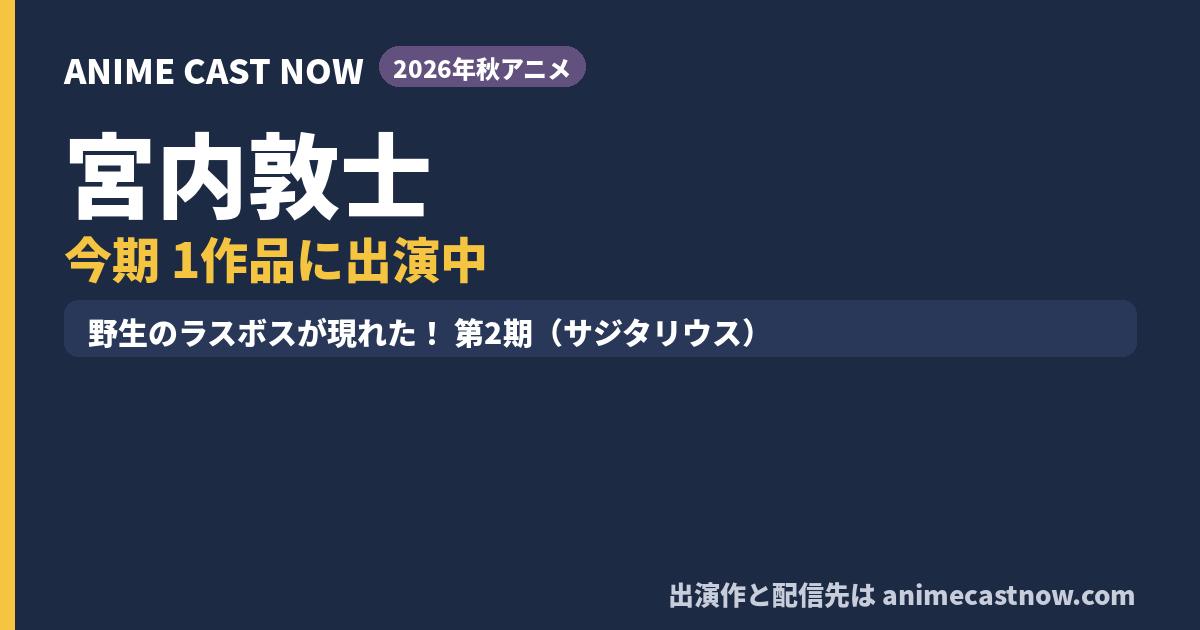 ANIME CAST NOW 2026年秋アニメ
宮内敦士
今期 1作品に出演中
野生のラスボスが現れた！ 第2期（サジタリウス）
出演作と配信先は animecastnow.com